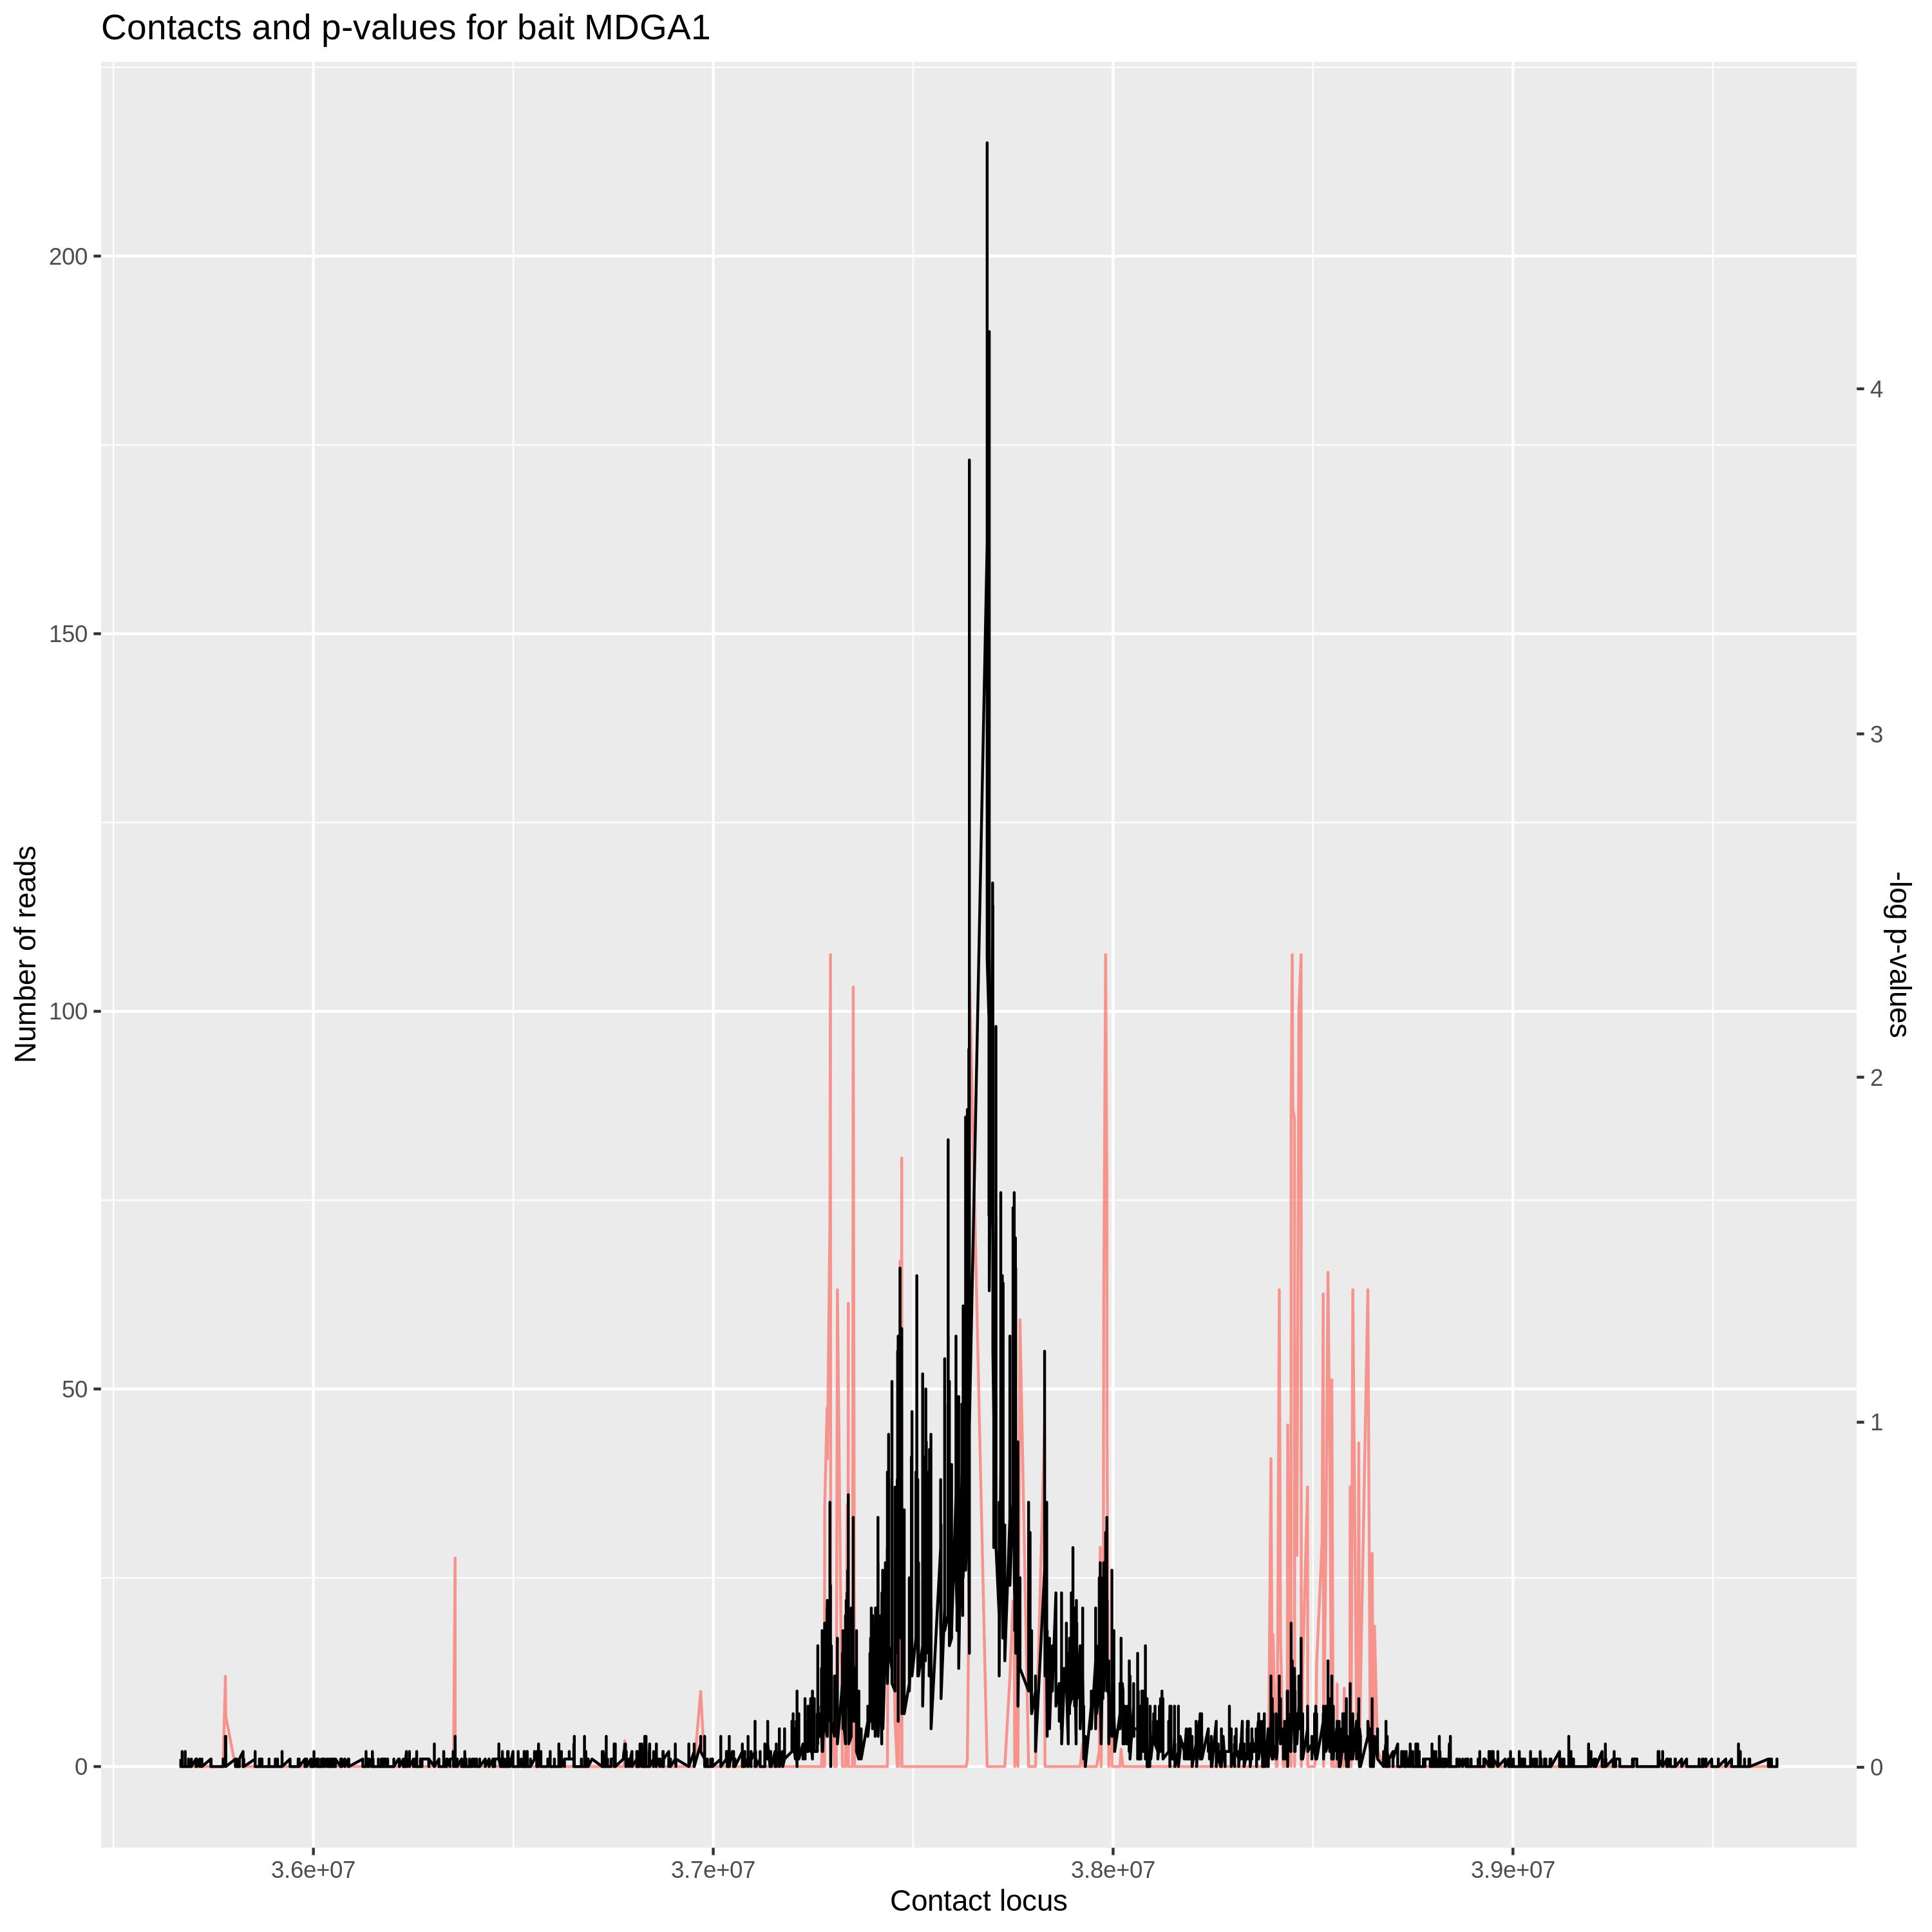 Contacts and p-values for bait MDGA1
Number of reads
200
150
100
50
0
4
3
2
1
0
-log p-values
3.6e+07 3.7e+07 3.8e+07 3.9e+07
Contact locus